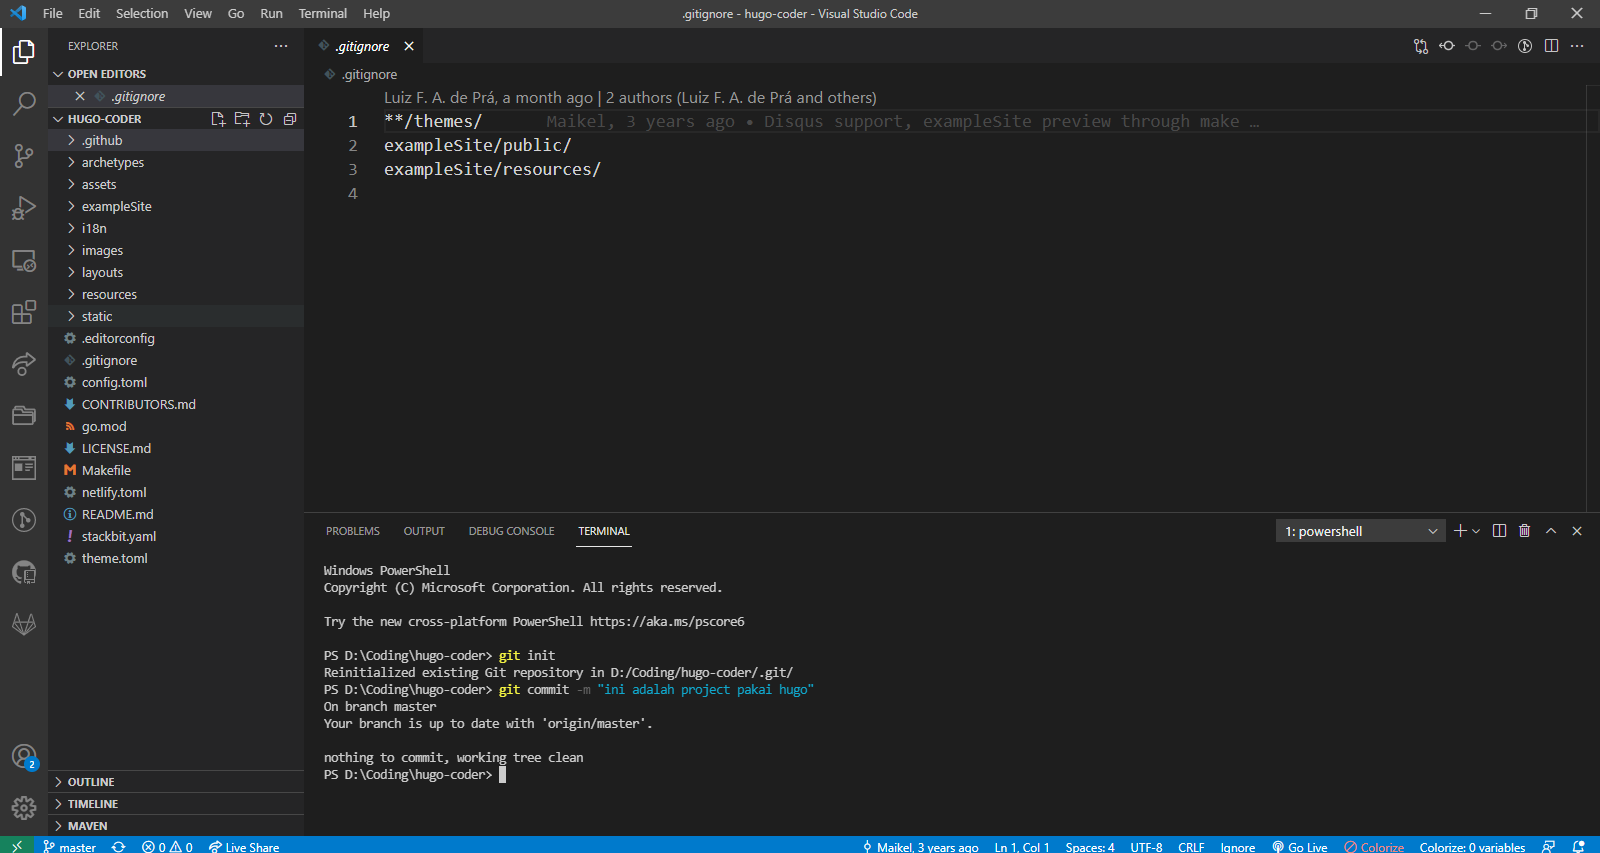 File Edit Selection View Go Run Terminal Help
.gitignore - hugo-coder - Visual Studio Code
EXPLORER
OPEN EDITORS
.gitignore
HUGO-CODER
.github
archetypes
assets
exampleSite
i18n
images
layouts
resources
static
.editorconfig
.gitignore
config.toml
CONTRIBUTORS.md
go.mod
LICENSE.md
Makefile
netlify.toml
README.md
stackbit.yaml
theme.toml
OUTLINE
TIMELINE
MAVEN
2
.gitignore
.gitignore
Luiz F. A. de Prá, a month ago | 2 authors (Luiz F. A. de Prá and others)
1 **/themes/ Maikel, 3 years ago • Disqus support, exampleSite preview through make …
2 exampleSite/public/
3 exampleSite/resources/
4
PROBLEMS OUTPUT DEBUG CONSOLE TERMINAL
1: powershell
Windows PowerShell
Copyright (C) Microsoft Corporation. All rights reserved.
Try the new cross-platform PowerShell https://aka.ms/pscore6
PS D:\Coding\hugo-coder> git init
Reinitialized existing Git repository in D:/Coding/hugo-coder/.git/
PS D:\Coding\hugo-coder> git commit -m "ini adalah project pakai hugo"
On branch master
Your branch is up to date with 'origin/master'.
nothing to commit, working tree clean
PS D:\Coding\hugo-coder>
master 0 0 Live Share Maikel, 3 years ago Ln 1, Col 1 Spaces: 4 UTF-8 CRLF Ignore Go Live Colorize Colorize: 0 variables